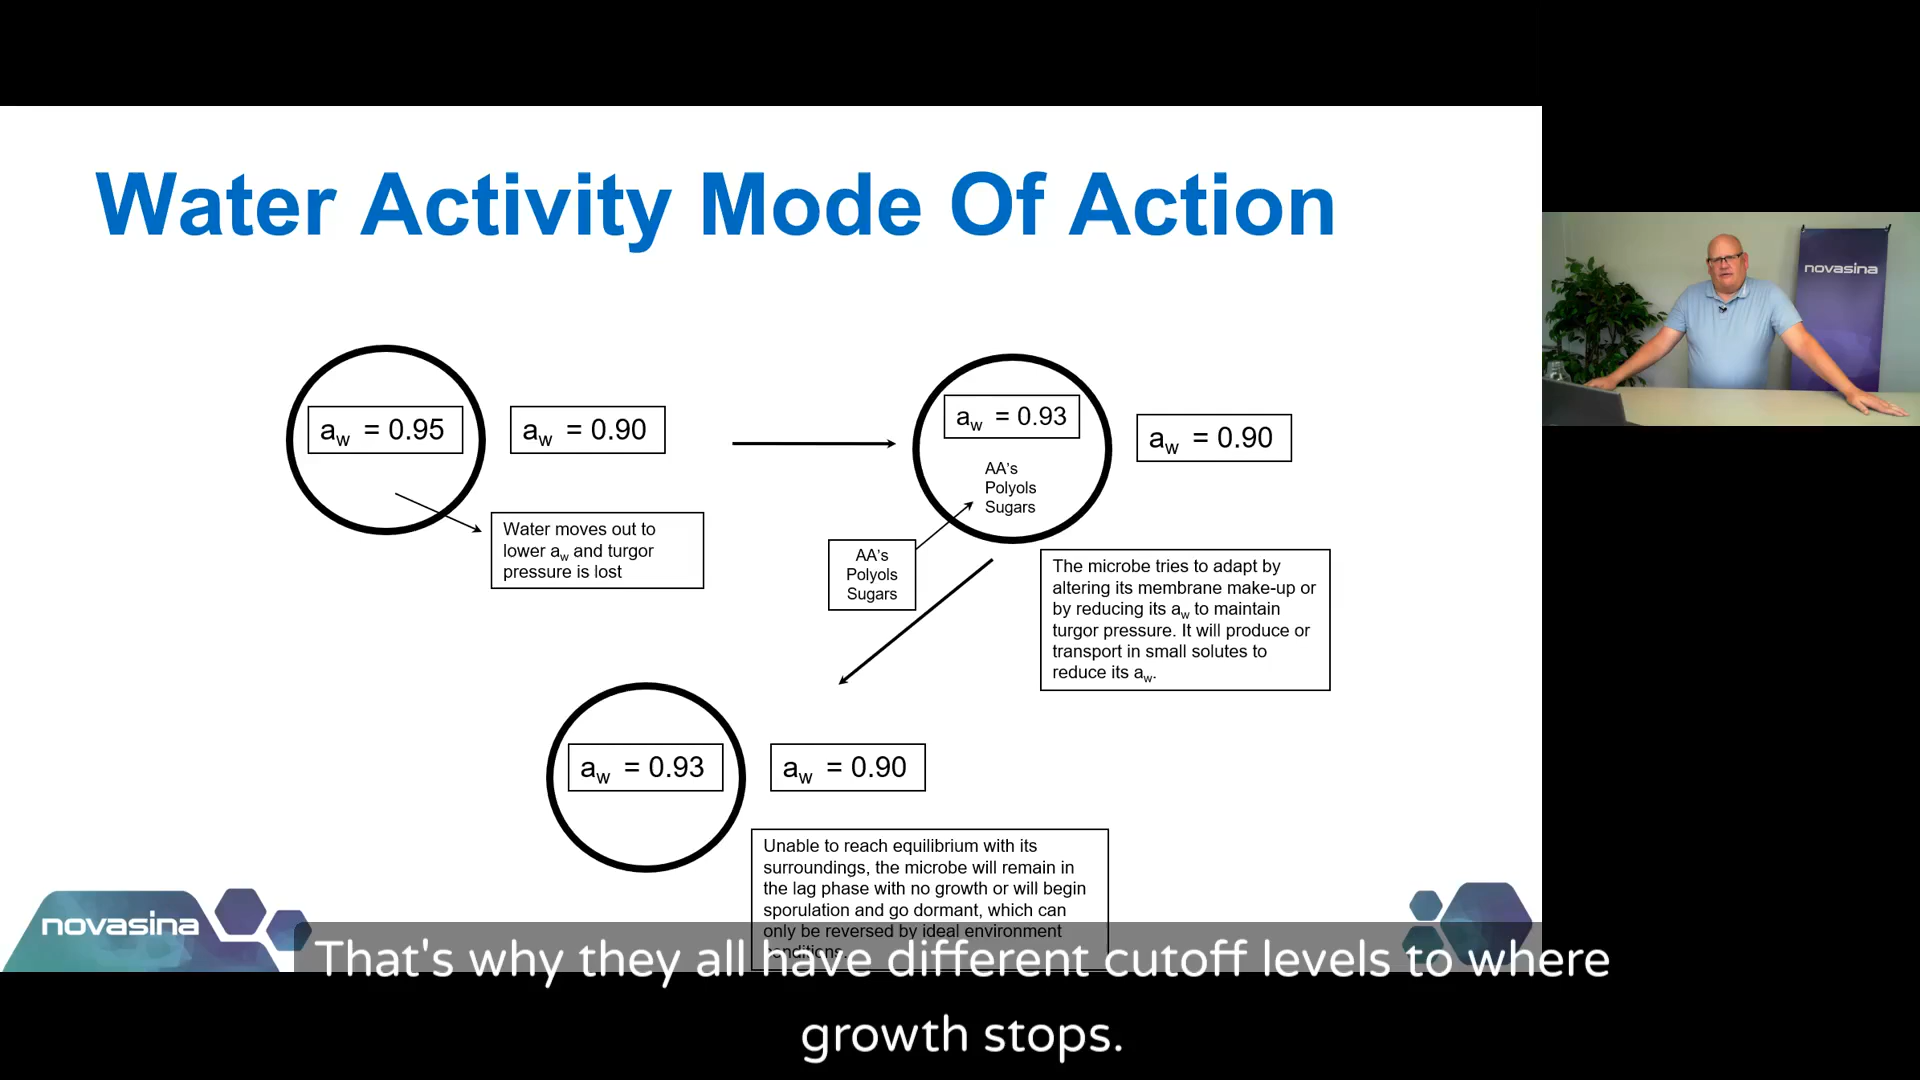 Water Activity Mode Of Action
novasina
aw = 0.95
aw = 0.90
Water moves out to
lower aw and turgor
pressure is lost
aw = 0.93
AA's
Polyols
Sugars
aw = 0.90
AA's
Polyols
Sugars
The microbe tries to adapt by
altering its membrane make-up or
by reducing its aw to maintain
turgor pressure. It will produce or
transport in small solutes to
reduce its aw.
aw = 0.93
aw = 0.90
Unable to reach equilibrium with its
surroundings, the microbe will remain in
the lag phase with no growth or will begin
sporulation and go dormant, which can
only be reversed by ideal environment
conditions.
novasina
That's why they all have different cutoff levels to where
growth stops.